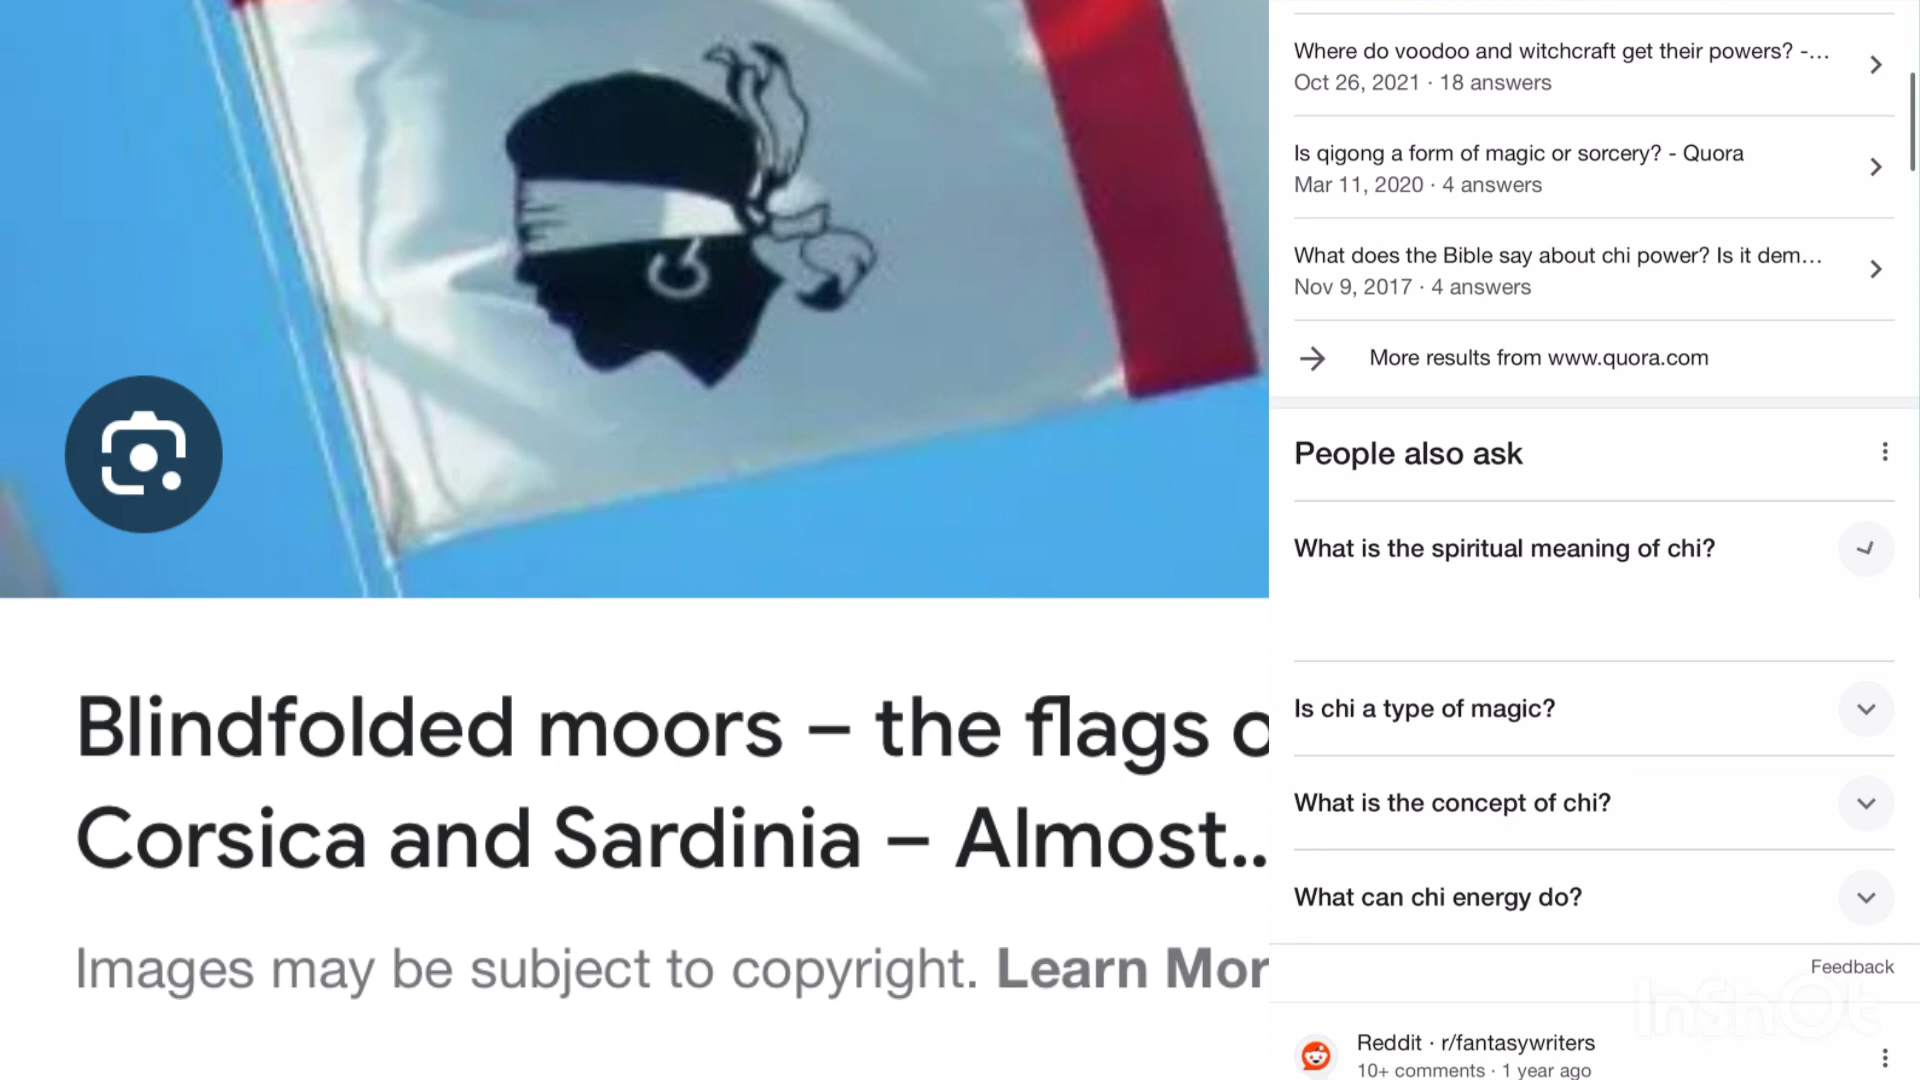 Blindfolded moors – the flags o
Corsica and Sardinia – Almost..
Images may be subject to copyright. Learn Mor
Where do voodoo and witchcraft get their powers? -...
Oct 26, 2021 · 18 answers
Is qigong a form of magic or sorcery? - Quora
Mar 11, 2020 · 4 answers
What does the Bible say about chi power? Is it dem...
Nov 9, 2017 · 4 answers
More results from www.quora.com
People also ask
What is the spiritual meaning of chi?
Is chi a type of magic?
What is the concept of chi?
What can chi energy do?
Feedback
InShOt
Reddit · r/fantasywriters
10+ comments · 1 year ago